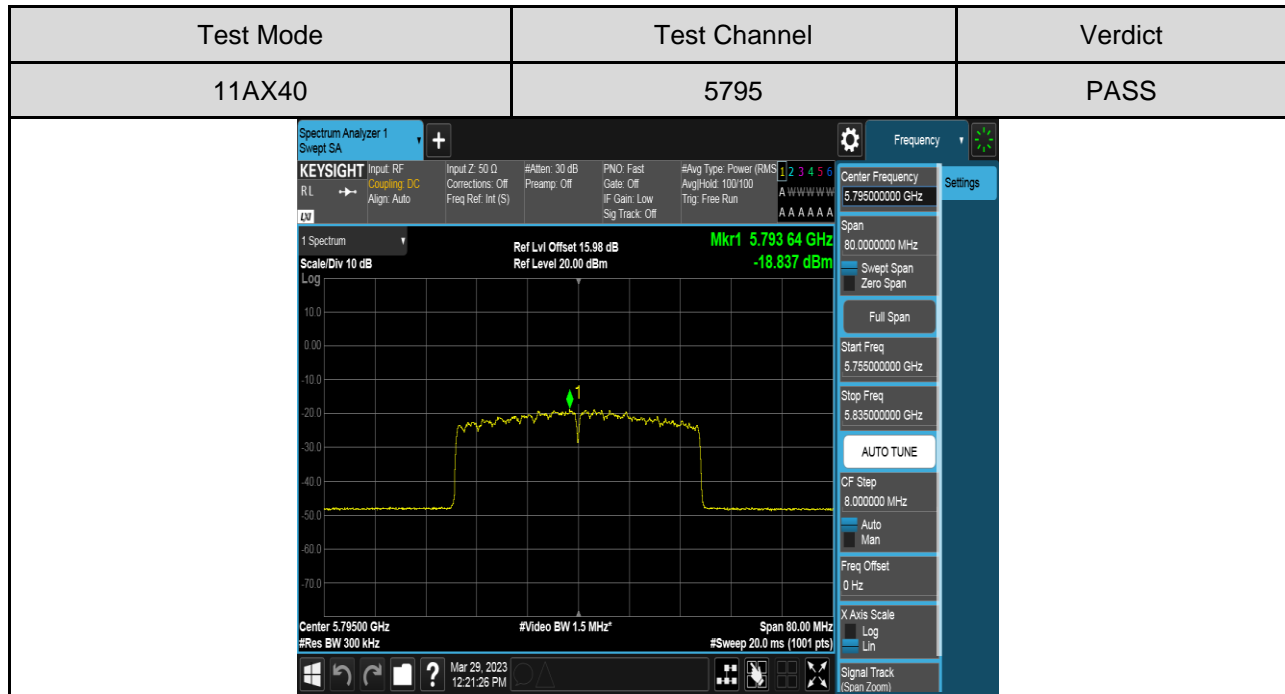 Test Mode Test Channel Verdict
11AX40 5795 PASS
Spectrum Analyzer 1
Swept SA
+
Frequency
KEYSIGHT
RL
LXI
Input: RF
Coupling: DC
Align: Auto
Input Z: 50 Ω
Corrections: Off
Freq Ref: Int (S)
#Atten: 30 dB
Preamp: Off
PNO: Fast
Gate: Off
IF Gain: Low
Sig Track: Off
#Avg Type: Power (RMS
Avg|Hold: 100/100
Trig: Free Run
1 2 3 4 5 6
A W W W W W
A A A A A A
1 Spectrum
Scale/Div 10 dB
Log
Ref Lvl Offset 15.98 dB
Ref Level 20.00 dBm
Mkr1 5.793 64 GHz
-18.837 dBm
10.0
0.00
-10.0
1
-20.0
-30.0
-40.0
-50.0
-60.0
-70.0
Center 5.79500 GHz
#Res BW 300 kHz
#Video BW 1.5 MHz*
Span 80.00 MHz
#Sweep 20.0 ms (1001 pts)
?
Mar 29, 2023
12:21:26 PM
Center Frequency
5.795000000 GHz
Settings
Span
80.0000000 MHz
Swept Span
Zero Span
Full Span
Start Freq
5.755000000 GHz
Stop Freq
5.835000000 GHz
AUTO TUNE
CF Step
8.000000 MHz
Auto
Man
Freq Offset
0 Hz
X Axis Scale
Log
Lin
Signal Track
(Span Zoom)